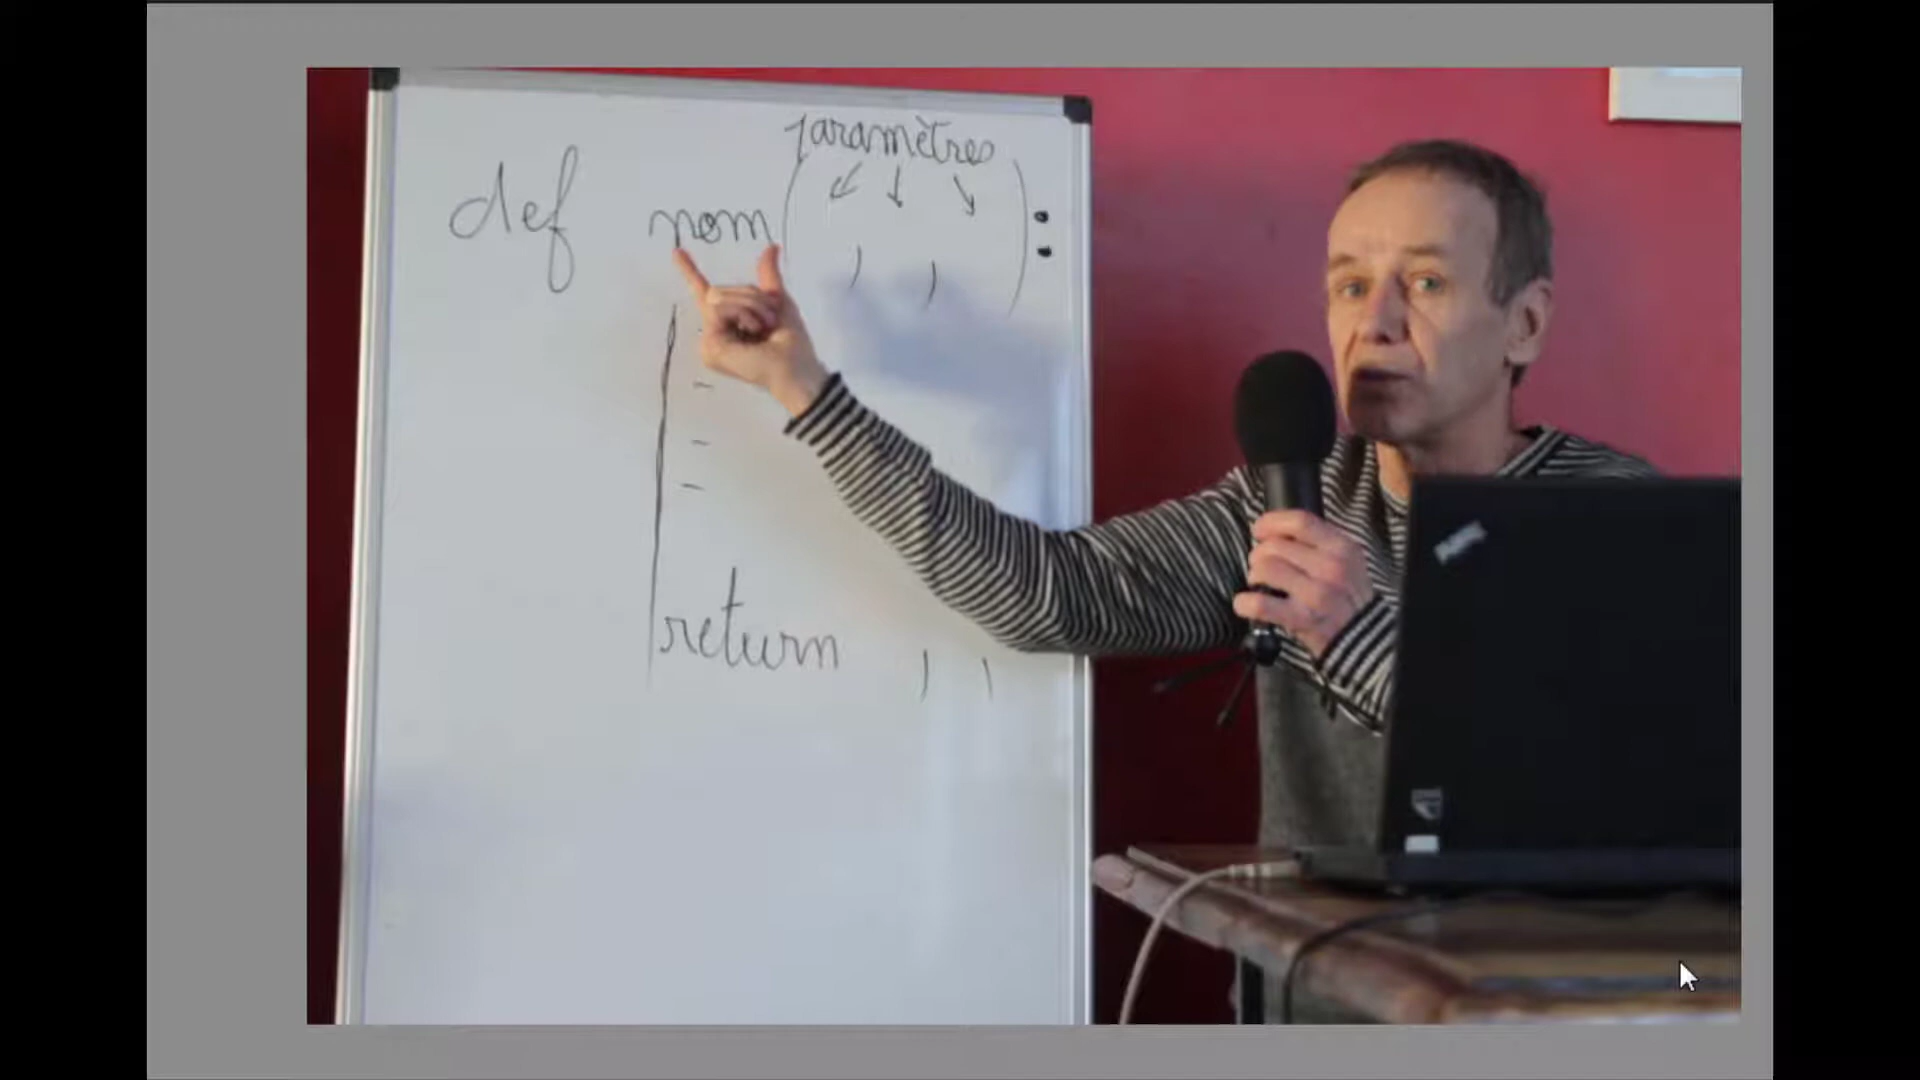 paramètres
def nom( , , ):
-
-
-
return , ,